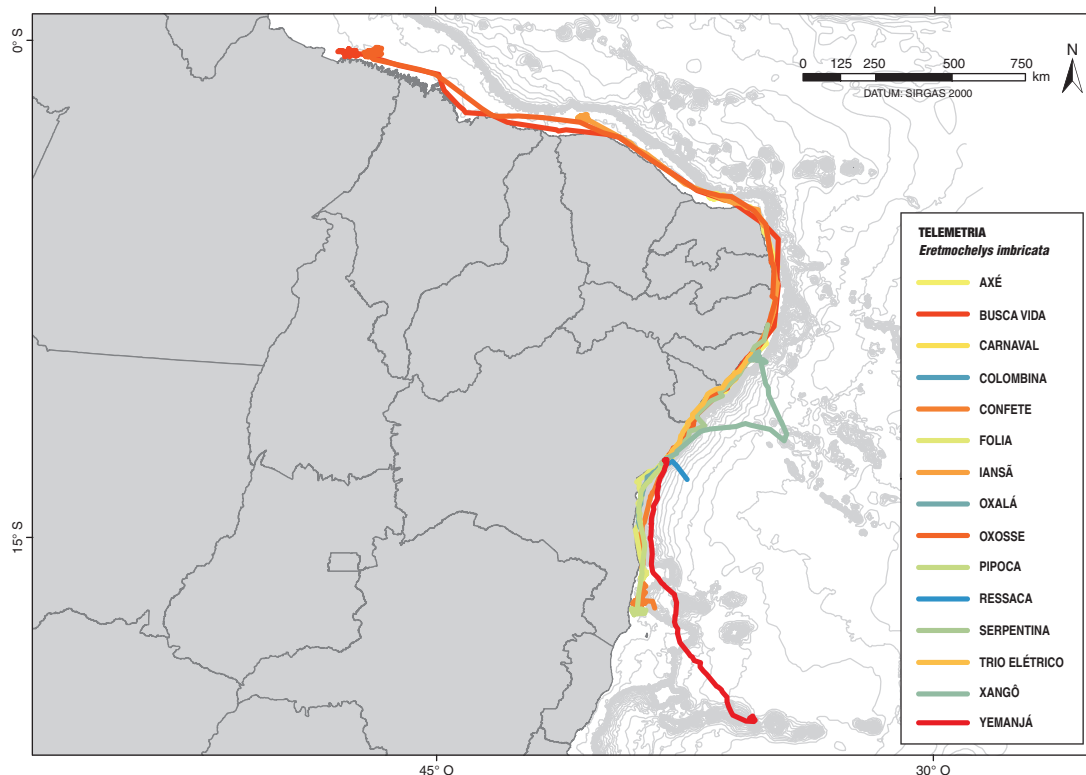 0° S
15° S
45° O
30° O
0 125 250 500 750
km
DATUM: SIRGAS 2000
N
TELEMETRIA
Eretmochelys imbricata
AXÉ
BUSCA VIDA
CARNAVAL
COLOMBINA
CONFETE
FOLIA
IANSÃ
OXALÁ
OXOSSE
PIPOCA
RESSACA
SERPENTINA
TRIO ELÉTRICO
XANGÔ
YEMANJÁ